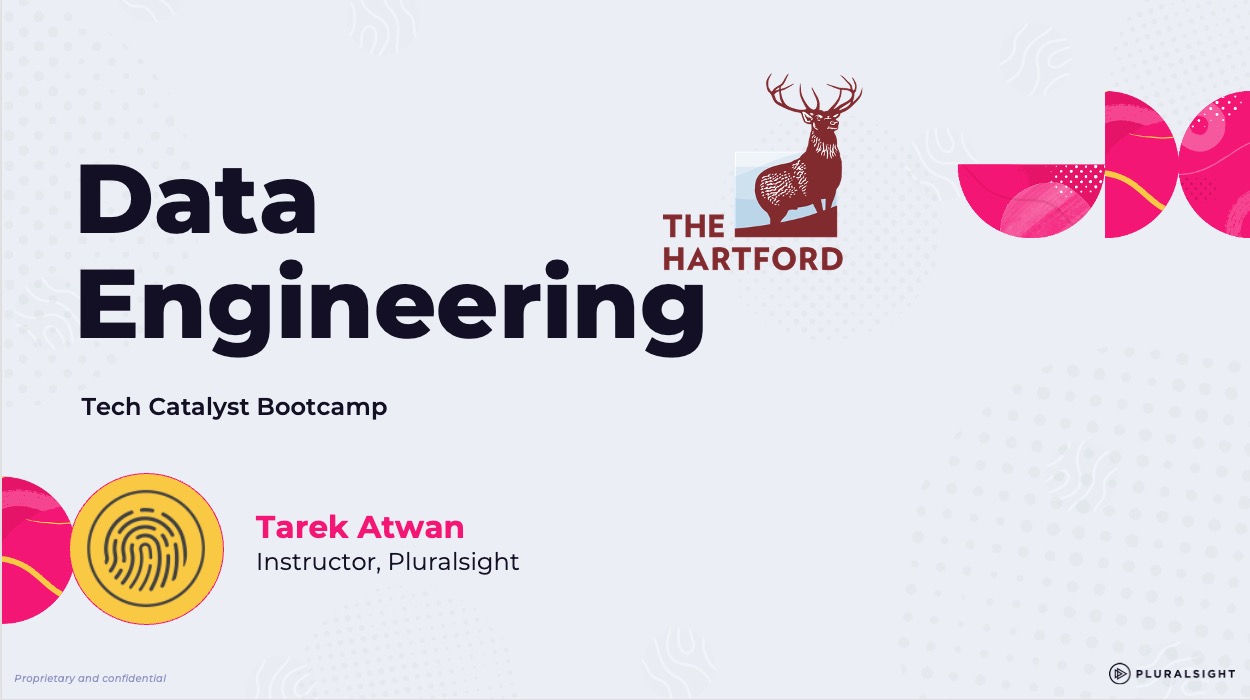 Data
Engineering
THE
HARTFORD
Tech Catalyst Bootcamp
Tarek Atwan
Instructor, Pluralsight
Proprietary and confidential
PLURALSIGHT